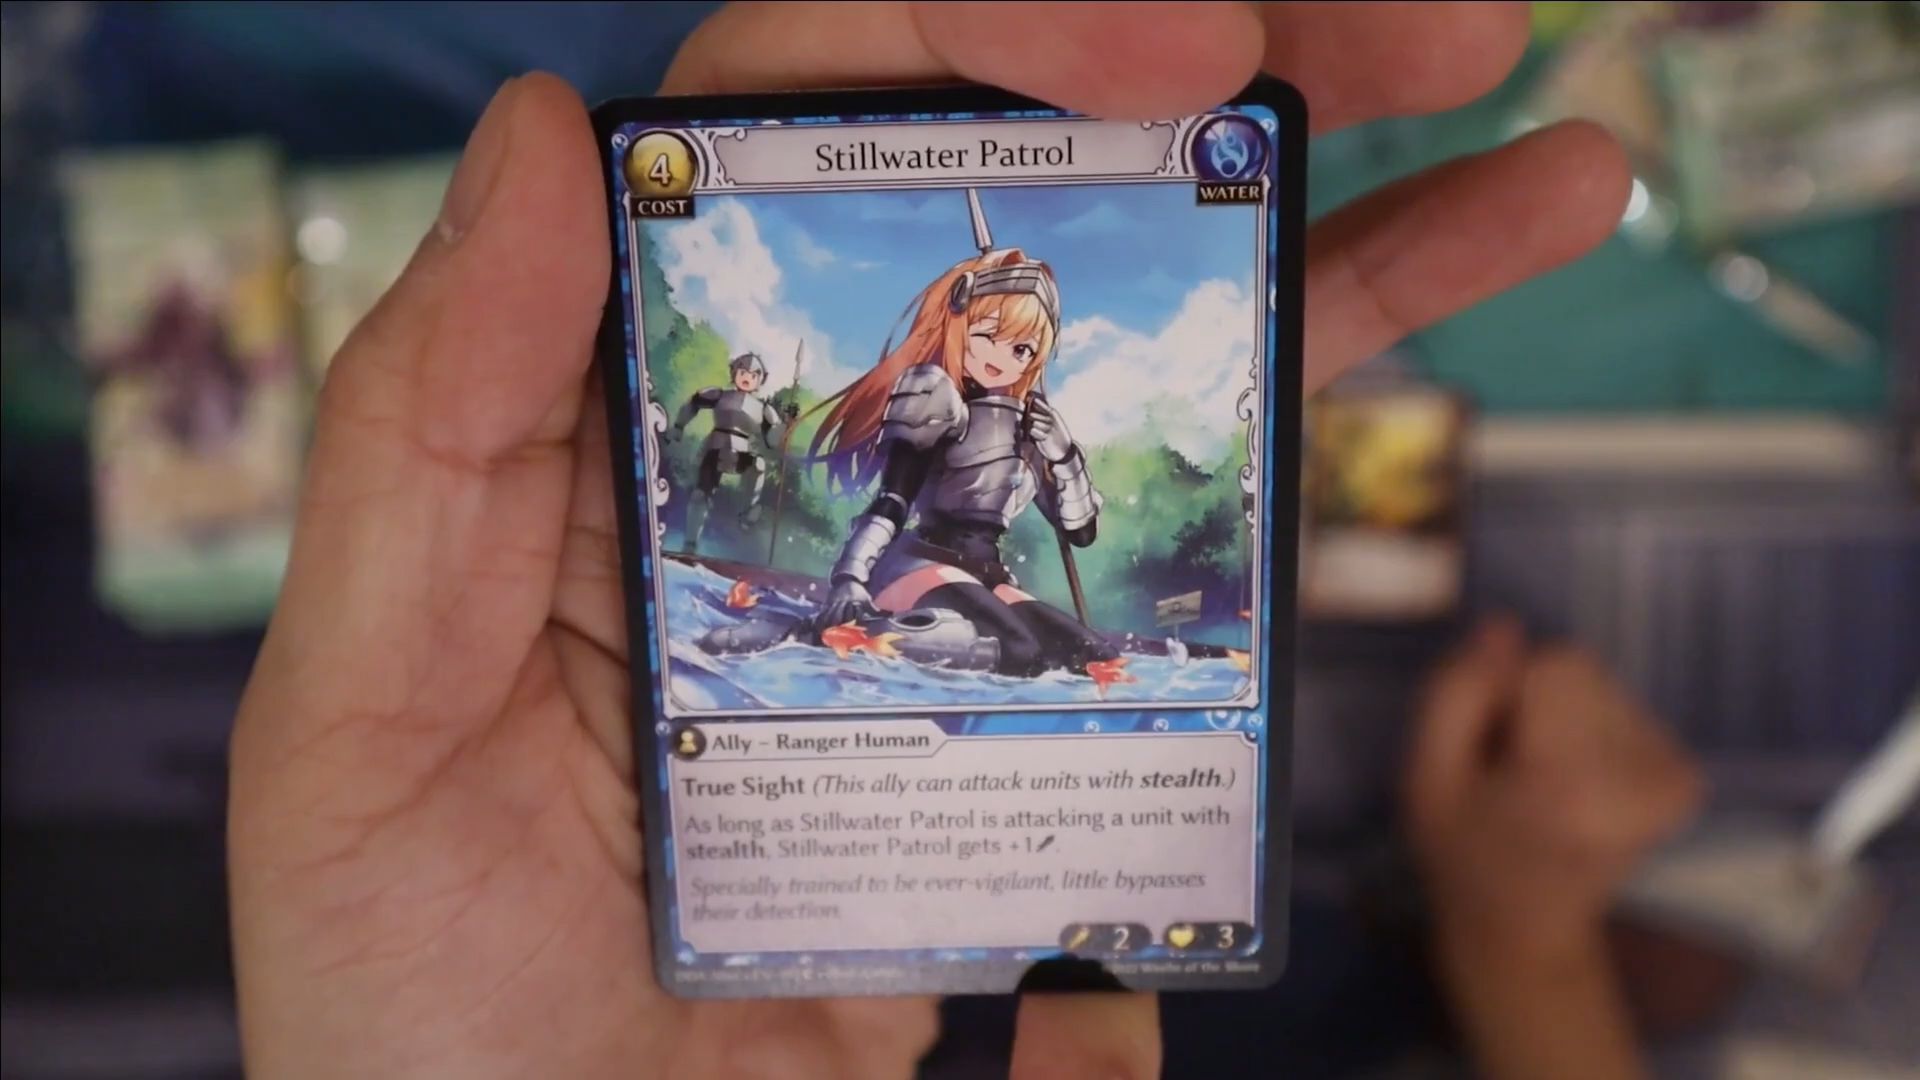 Stillwater Patrol
4
COST
WATER
Ally – Ranger Human
True Sight (This ally can attack units with stealth.)
As long as Stillwater Patrol is attacking a unit with
stealth, Stillwater Patrol gets +1.
Specially trained to be ever-vigilant, little bypasses
their detection.
2 3